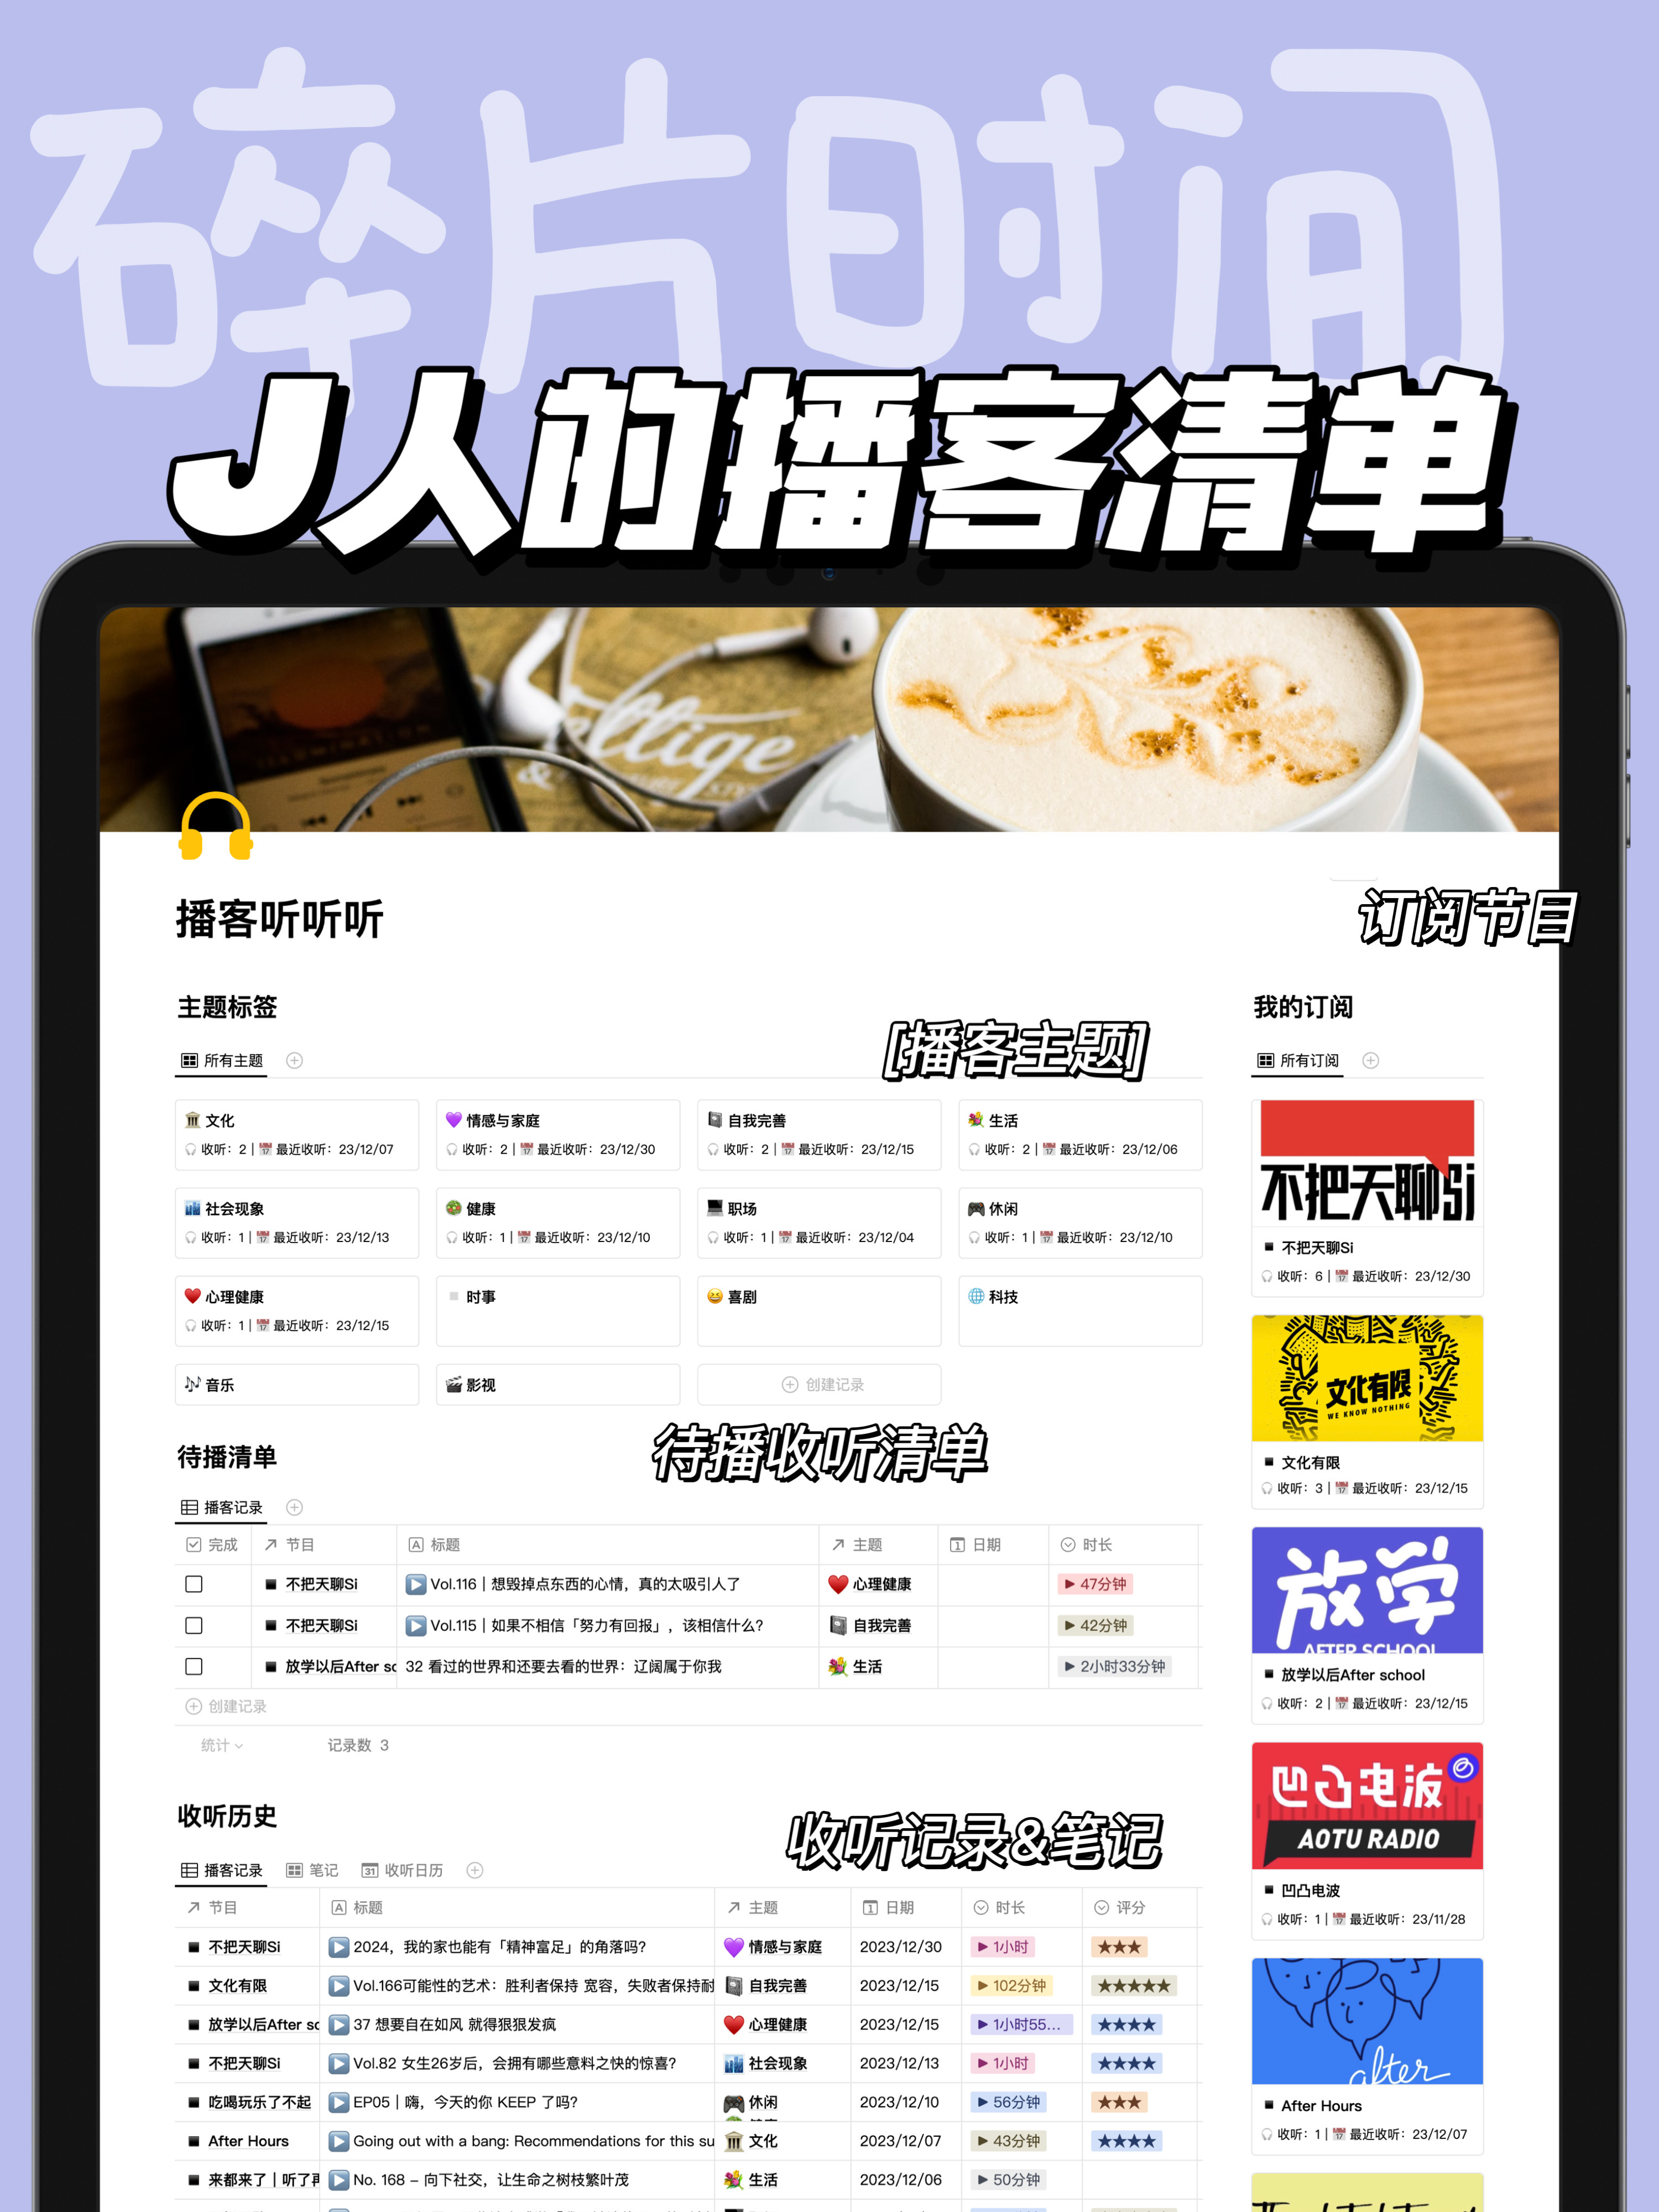 碎片时间
J人的播客清单
播客听听听
订阅节目
主题标签
[播客主题]
所有主题
🏛 文化
收听：2 | 📅 最近收听：23/12/07
💜 情感与家庭
收听：2 | 📅 最近收听：23/12/30
自我完善
收听：2 | 📅 最近收听：23/12/15
💐 生活
收听：2 | 📅 最近收听：23/12/06
社会现象
收听：1 | 📅 最近收听：23/12/13
健康
收听：1 | 📅 最近收听：23/12/10
职场
收听：1 | 📅 最近收听：23/12/04
🎮 休闲
收听：1 | 📅 最近收听：23/12/10
心理健康
收听：1 | 📅 最近收听：23/12/15
时事
喜剧
科技
音乐
影视
创建记录
待播清单
待播收听清单
播客记录
完成 节目 标题 主题 日期 时长
不把天聊Si Vol.116｜想毁掉点东西的心情，真的太吸引人了 心理健康 47分钟
不把天聊Si Vol.115｜如果不相信「努力有回报」，该相信什么？ 自我完善 42分钟
放学以后After sc 32 看过的世界和还要去看的世界：辽阔属于你我 生活 2小时33分钟
创建记录
统计 记录数 3
收听历史
收听记录&笔记
播客记录 笔记 收听日历
节目 标题 主题 日期 时长 评分
不把天聊Si 2024，我的家也能有「精神富足」的角落吗？ 情感与家庭 2023/12/30 1小时 ★★★
文化有限 Vol.166可能性的艺术：胜利者保持 宽容，失败者保持耐 自我完善 2023/12/15 102分钟 ★★★★★
放学以后After sc 37 想要自在如风 就得狠狠发疯 心理健康 2023/12/15 1小时55... ★★★★
不把天聊Si Vol.82 女生26岁后，会拥有哪些意料之快的惊喜？ 社会现象 2023/12/13 1小时 ★★★★
吃喝玩乐了不起 EP05｜嗨，今天的你 KEEP 了吗？ 休闲 2023/12/10 56分钟 ★★★
After Hours Going out with a bang: Recommendations for this su 文化 2023/12/07 43分钟 ★★★★
来都来了｜听了再 No. 168 – 向下社交，让生命之树枝繁叶茂 生活 2023/12/06 50分钟
我的订阅
所有订阅
不把天聊Si
不把天聊Si
收听：6 | 📅 最近收听：23/12/30
文化有限
WE KNOW NOTHING
文化有限
收听：3 | 📅 最近收听：23/12/15
放学
AFTER SCHOOL
放学以后After school
收听：2 | 📅 最近收听：23/12/15
凹凸电波
AOTU RADIO
凹凸电波
收听：1 | 📅 最近收听：23/11/28
after
After Hours
收听：1 | 📅 最近收听：23/12/07